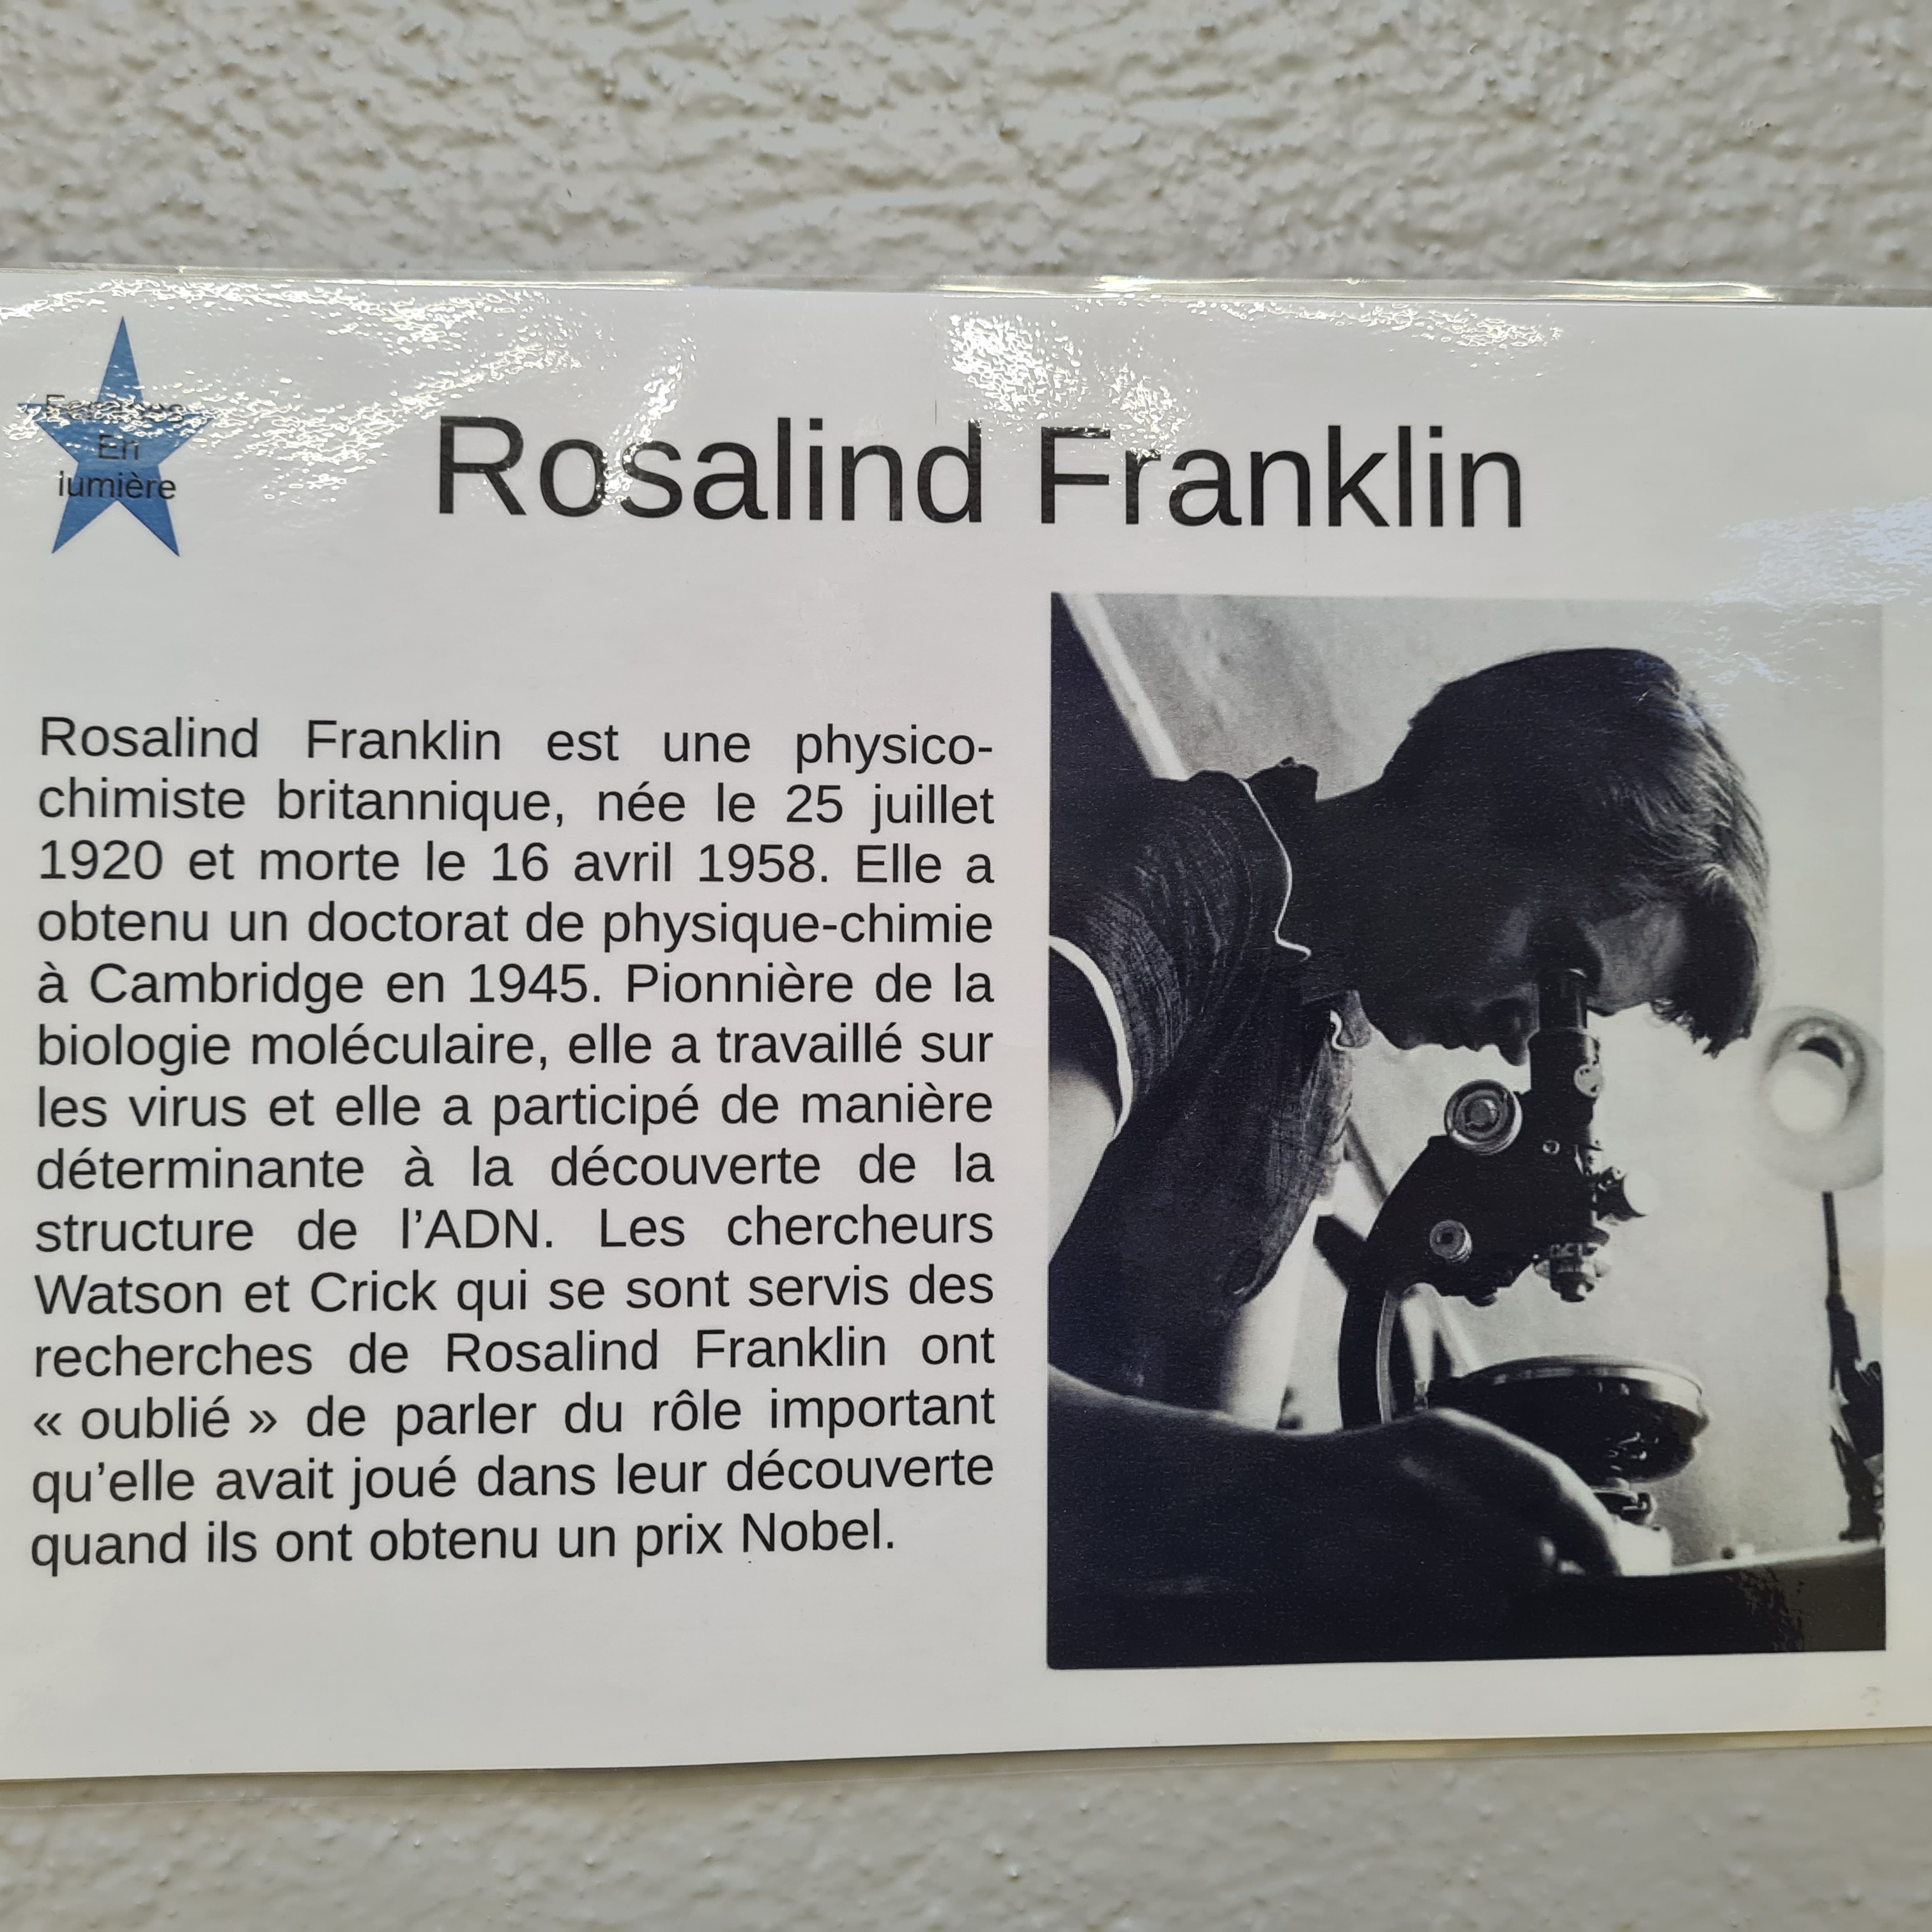 En
lumière
Rosalind Franklin
Rosalind Franklin est une physico-
chimiste britannique, née le 25 juillet
1920 et morte le 16 avril 1958. Elle a
obtenu un doctorat de physique-chimie
à Cambridge en 1945. Pionnière de la
biologie moléculaire, elle a travaillé sur
les virus et elle a participé de manière
déterminante à la découverte de la
structure de l’ADN. Les chercheurs
Watson et Crick qui se sont servis des
recherches de Rosalind Franklin ont
« oublié » de parler du rôle important
qu’elle avait joué dans leur découverte
quand ils ont obtenu un prix Nobel.